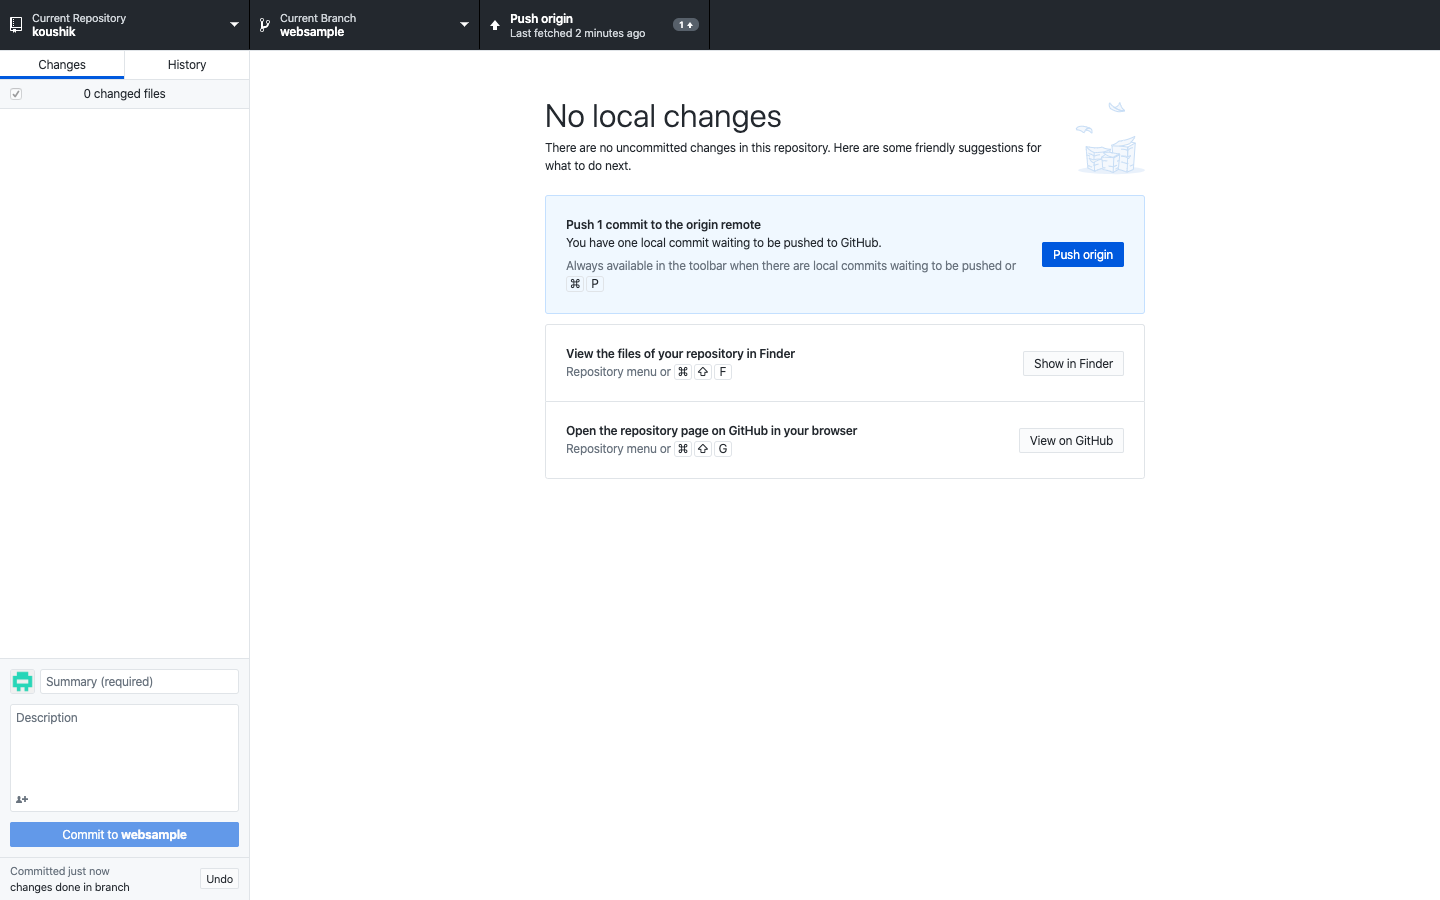 Current Repository
koushik
Current Branch
websample
Push origin
Last fetched 2 minutes ago
1
Changes
History
0 changed files
No local changes
There are no uncommitted changes in this repository. Here are some friendly suggestions for
what to do next.
Push 1 commit to the origin remote
You have one local commit waiting to be pushed to GitHub.
Always available in the toolbar when there are local commits waiting to be pushed or
⌘ P
Push origin
View the files of your repository in Finder
Repository menu or ⌘ ⇧ F
Show in Finder
Open the repository page on GitHub in your browser
Repository menu or ⌘ ⇧ G
View on GitHub
Summary (required)
Description
Commit to websample
Committed just now
changes done in branch
Undo